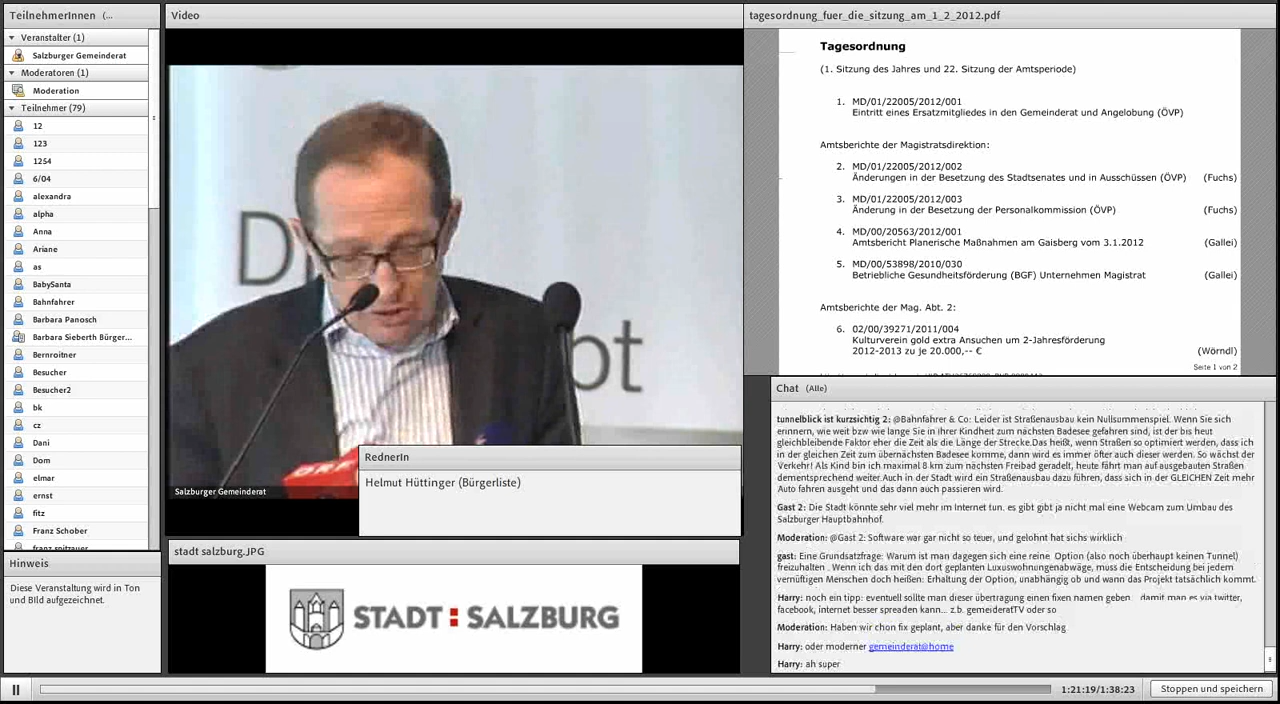 TeilnehmerInnen (...
Veranstalter (1)
Salzburger Gemeinderat
Moderatoren (1)
Moderation
Teilnehmer (79)
12
123
1254
6/04
alexandra
alpha
Anna
Ariane
as
BabySanta
Bahnfahrer
Barbara Panosch
Barbara Sieberth Bürger...
Bernroitner
Besucher
Besucher2
bk
cz
Dani
Dom
elmar
ernst
fitz
Franz Schober
franz spitzauer
Hinweis
Diese Veranstaltung wird in Ton
und BIld aufgezeichnet.
Video
Salzburger Gemeinderat
RednerIn
Helmut Hüttinger (Bürgerliste)
stadt salzburg.JPG
STADT : SALZBURG
tagesordnung_fuer_die_sitzung_am_1_2_2012.pdf
Tagesordnung
(1. Sitzung des Jahres und 22. Sitzung der Amtsperiode)
1. MD/01/22005/2012/001
Eintritt eines Ersatzmitgliedes in den Gemeinderat und Angelobung (ÖVP)
Amtsberichte der Magistratsdirektion:
2. MD/01/22005/2012/002
Änderungen in der Besetzung des Stadtsenates und in Ausschüssen (ÖVP) (Fuchs)
3. MD/01/22005/2012/003
Änderung in der Besetzung der Personalkommission (ÖVP) (Fuchs)
4. MD/00/20563/2012/001
Amtsbericht Planerische Maßnahmen am Gaisberg vom 3.1.2012 (Gallei)
5. MD/00/53898/2010/030
Betriebliche Gesundheitsförderung (BGF) Unternehmen Magistrat (Gallei)
Amtsberichte der Mag. Abt. 2:
6. 02/00/39271/2011/004
Kulturverein gold extra Ansuchen um 2-Jahresförderung
2012-2013 zu je 20.000,-- € (Wörndl)
Seite 1 von 2
Chat (Alle)
tunnelblick ist kurzsichtig 2: @Bahnfahrer & Co: Leider ist Straßenausbau kein Nullsummenspiel. Wenn Sie sich
erinnern, wie weit bzw wie lange Sie in ihrer Kindheit zum nächsten Badesee gefahren sind, ist der bis heut
gleichbleibende Faktor eher die Zeit als die Länge der Strecke.Das heißt, wenn Straßen so optimiert werden, dass ich
in der gleichen Zeit zum übernächsten Badesee komme, dann wird es immer öfter auch dieser werden. So wächst der
Verkehr! Als Kind bin ich maximal 8 km zum nächsten Freibad geradelt, heute fährt man auf ausgebauten Straßen
dementsprechend weiter.Auch in der Stadt wird ein Straßenausbau dazu führen, dass sich in der GLEICHEN Zeit mehr
Auto fahren ausgeht und das dann auch passieren wird.
Gast 2: Die Stadt könnte sehr viel mehr im Internet tun. es gibt gibt ja nicht mal eine Webcam zum Umbau des
Salzburger Hauptbahnhof.
Moderation: @Gast 2: Software war gar nicht so teuer, und gelohnt hat sichs wirklich
gast: Eine Grundsatzfrage: Warum ist man dagegen sich eine reine Option (also noch überhaupt keinen Tunnel)
freizuhalten . Wenn ich das mit den dort geplanten Luxuswohnungenabwäge, muss die Entscheidung bei jedem
vernüftigen Menschen doch heißen: Erhaltung der Option, unabhängig ob und wann das Projekt tatsächlich kommt.
Harry: noch ein tipp: eventuell sollte man dieser übertragung einen fixen namen geben damit man es via twitter,
facebook, internet besser spreaden kann... z.b. gemeideratTV oder so
Moderation: Haben wir chon fix geplant, aber danke für den Vorschlag
Harry: oder moderner gemeinderat@home
Harry: ah super
1:21:19/1:38:23
Stoppen und speichern